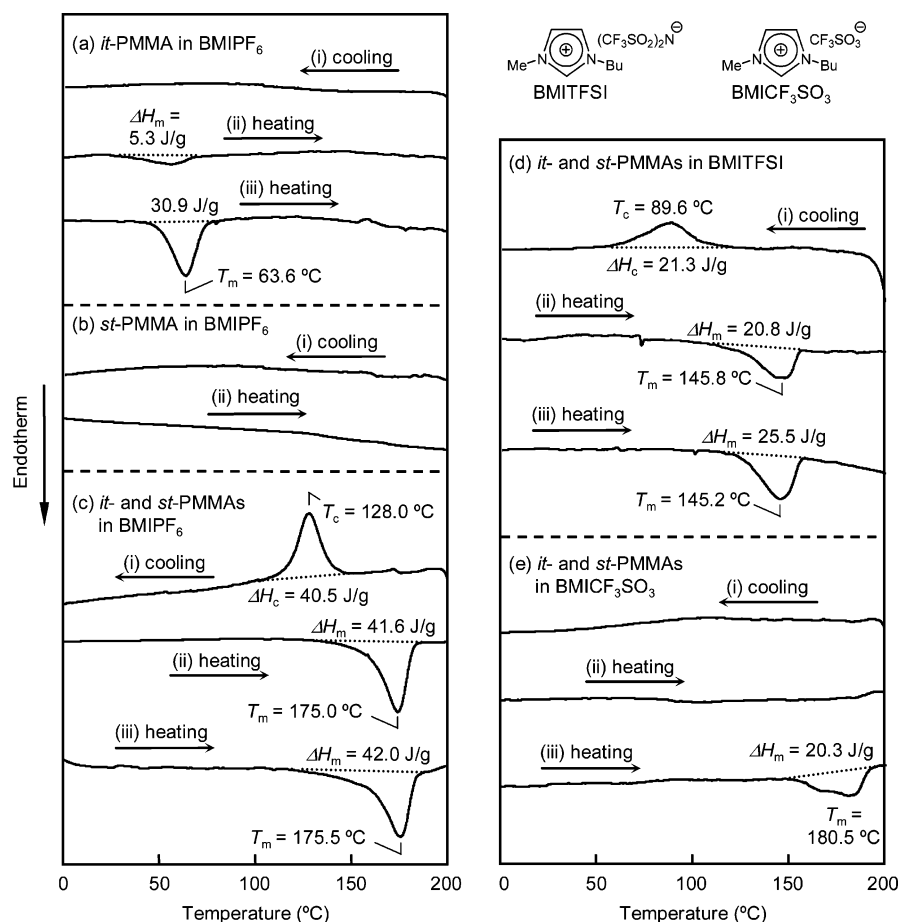 (a) it-PMMA in BMIPF6
(i) cooling
ΔHm =
5.3 J/g
(ii) heating
30.9 J/g
(iii) heating
Tm = 63.6 ºC
(b) st-PMMA in BMIPF6
(i) cooling
(ii) heating
Endotherm
(c) it- and st-PMMAs
in BMIPF6
Tc = 128.0 ºC
(i) cooling
ΔHc = 40.5 J/g
ΔHm = 41.6 J/g
(ii) heating
Tm = 175.0 ºC
(iii) heating
ΔHm = 42.0 J/g
Tm = 175.5 ºC
0 50 100 150 200
Temperature (ºC)
(CF3SO2)2N⊖
⊕
Me N N Bu
BMITFSI
CF3SO3⊖
⊕
Me N N Bu
BMICF3SO3
(d) it- and st-PMMAs in BMITFSI
Tc = 89.6 ºC
(i) cooling
ΔHc = 21.3 J/g
(ii) heating
ΔHm = 20.8 J/g
Tm = 145.8 ºC
(iii) heating
ΔHm = 25.5 J/g
Tm = 145.2 ºC
(e) it- and st-PMMAs
in BMICF3SO3
(i) cooling
(ii) heating
(iii) heating
ΔHm = 20.3 J/g
Tm =
180.5 ºC
0 50 100 150 200
Temperature (ºC)